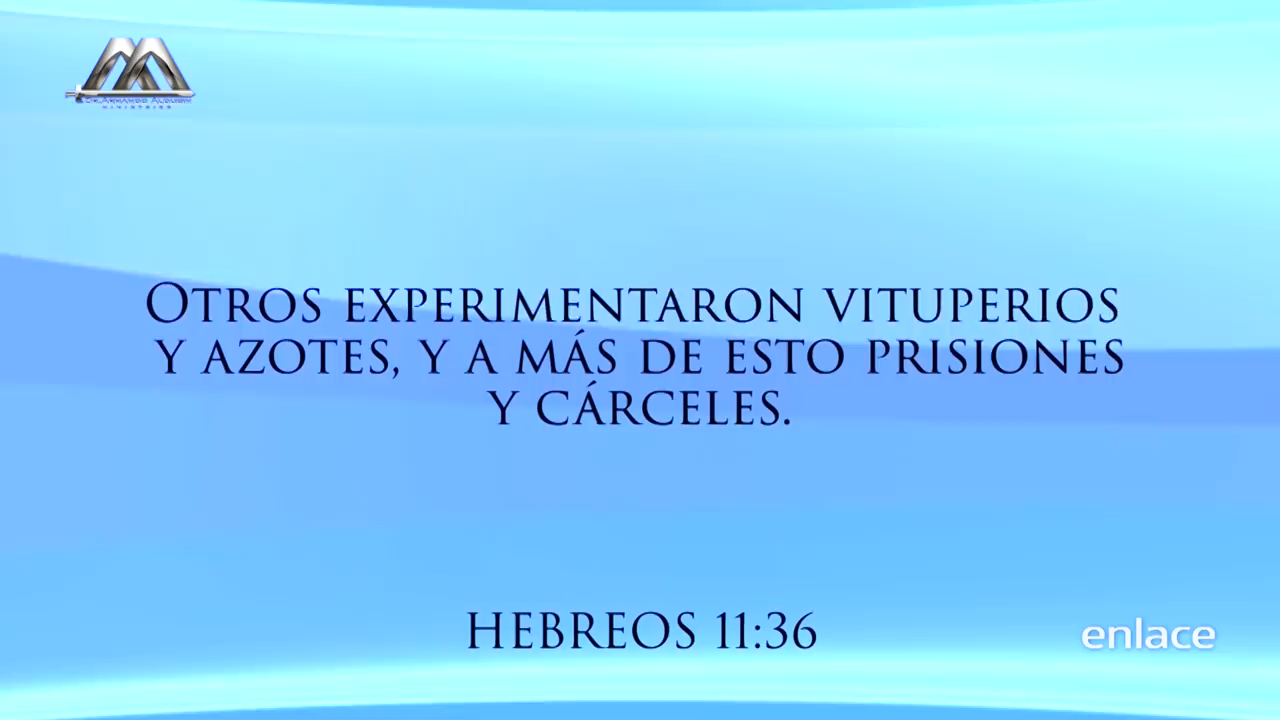 OTROS EXPERIMENTARON VITUPERIOS
Y AZOTES, Y A MÁS DE ESTO PRISIONES
Y CÁRCELES.
HEBREOS 11:36
enlace